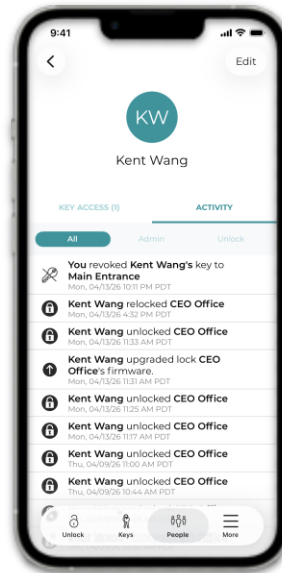 9:41
Edit
KW
Kent Wang
KEY ACCESS (1)
ACTIVITY
All
Admin
Unlock
You revoked Kent Wang's key to
Main Entrance
Mon, 04/13/26 10:11 PM PDT
Kent Wang relocked CEO Office
Mon, 04/13/26 4:32 PM PDT
Kent Wang unlocked CEO Office
Mon, 04/13/26 11:33 AM PDT
Kent Wang upgraded lock CEO
Office's firmware.
Mon, 04/13/26 11:31 AM PDT
Kent Wang unlocked CEO Office
Mon, 04/13/26 11:25 AM PDT
Kent Wang unlocked CEO Office
Mon, 04/13/26 11:17 AM PDT
Kent Wang unlocked CEO Office
Thu, 04/09/26 11:00 AM PDT
Kent Wang unlocked CEO Office
Thu, 04/09/26 10:44 AM PDT
Unlock
Keys
People
More